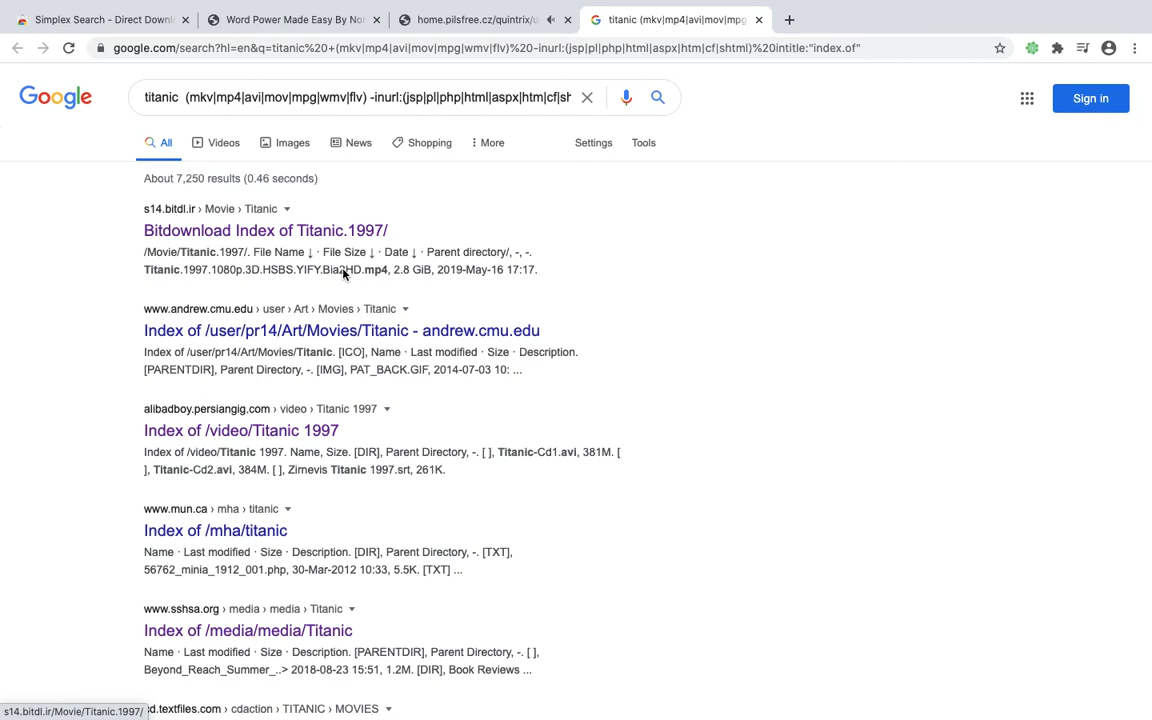 Simplex Search - Direct Downl
Word Power Made Easy By No
home.pilsfree.cz/quintrix/u
titanic (mkv|mp4|avi|mov|mpg
google.com/search?hl=en&q=titanic%20+(mkv|mp4|avi|mov|mpg|wmv|flv)%20-inurl:(jsp|pl|php|html|aspx|htm|cf|shtml)%20intitle:"index.of"
Google
titanic (mkv|mp4|avi|mov|mpg|wmv|flv) -inurl:(jsp|pl|php|html|aspx|htm|cf|sh
Sign in
All
Videos
Images
News
Shopping
More
Settings
Tools
About 7,250 results (0.46 seconds)
s14.bitdl.ir › Movie › Titanic
Bitdownload Index of Titanic.1997/
/Movie/Titanic.1997/. File Name ↓ · File Size ↓ · Date ↓ · Parent directory/, -, -.
Titanic.1997.1080p.3D.HSBS.YIFY.Bia2HD.mp4, 2.8 GiB, 2019-May-16 17:17.
www.andrew.cmu.edu › user › Art › Movies › Titanic
Index of /user/pr14/Art/Movies/Titanic - andrew.cmu.edu
Index of /user/pr14/Art/Movies/Titanic. [ICO], Name · Last modified · Size · Description.
[PARENTDIR], Parent Directory, -. [IMG], PAT_BACK.GIF, 2014-07-03 10: ...
alibadboy.persiangig.com › video › Titanic 1997
Index of /video/Titanic 1997
Index of /video/Titanic 1997. Name, Size. [DIR], Parent Directory, -. [ ], Titanic-Cd1.avi, 381M. [
], Titanic-Cd2.avi, 384M. [ ], Zirnevis Titanic 1997.srt, 261K.
www.mun.ca › mha › titanic
Index of /mha/titanic
Name · Last modified · Size · Description. [DIR], Parent Directory, -. [TXT],
56762_minia_1912_001.php, 30-Mar-2012 10:33, 5.5K. [TXT] ...
www.sshsa.org › media › media › Titanic
Index of /media/media/Titanic
Name · Last modified · Size · Description. [PARENTDIR], Parent Directory, -. [ ],
Beyond_Reach_Summer_..> 2018-08-23 15:51, 1.2M. [DIR], Book Reviews ...
s14.bitdl.ir/Movie/Titanic.1997/
d.textfiles.com › cdaction › TITANIC › MOVIES